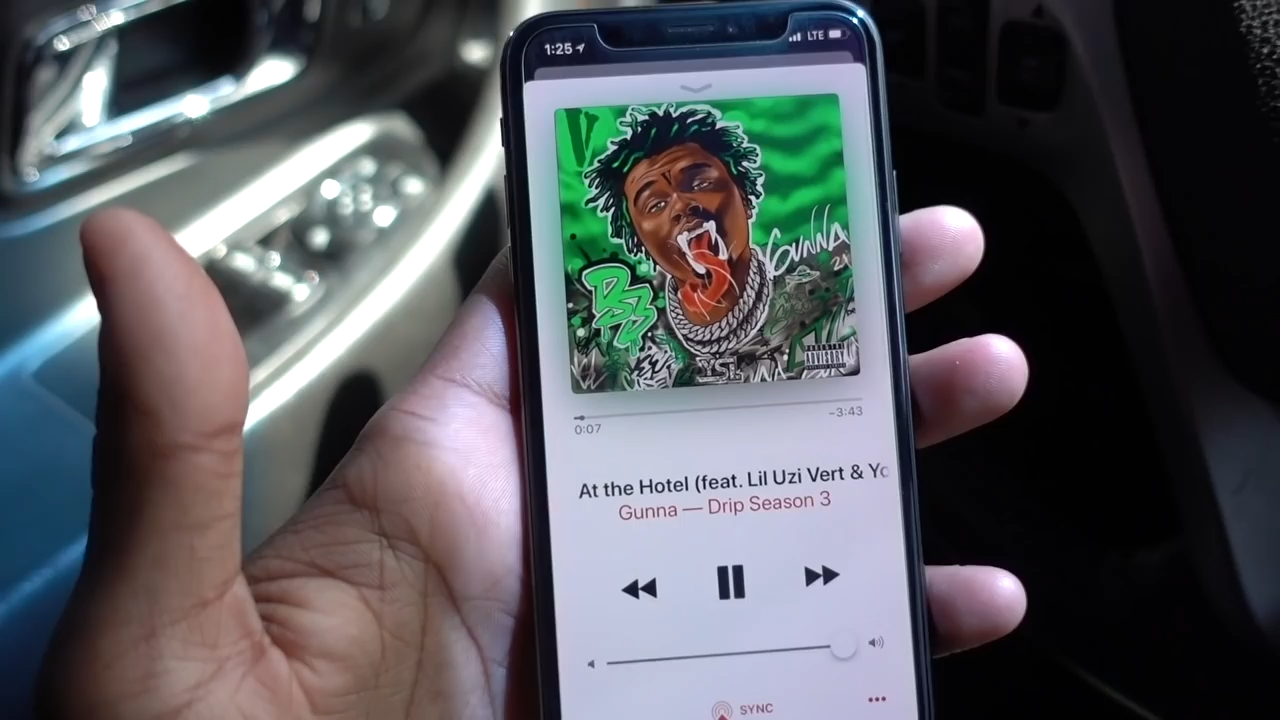 1:25
LTE
GUNNA
YSL
PARENTAL
ADVISORY
0:07
-3:43
At the Hotel (feat. Lil Uzi Vert & Yo
Gunna — Drip Season 3
SYNC